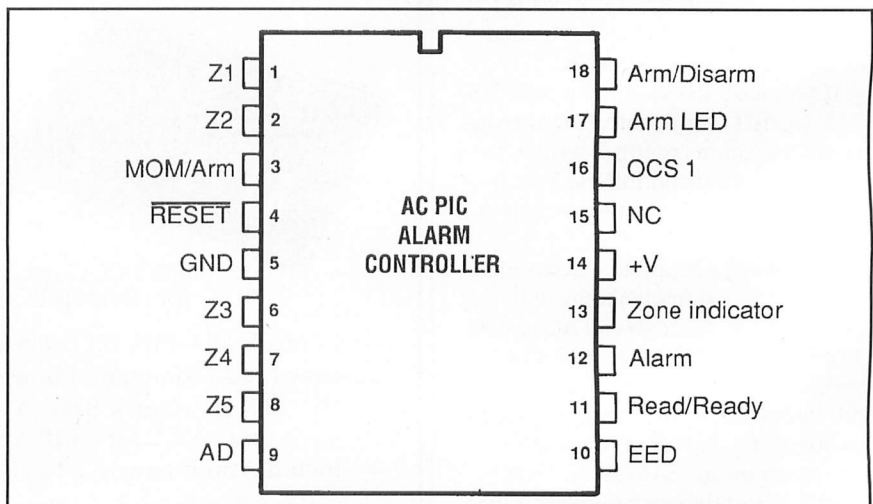 Z1 1
Z2 2
MOM/Arm 3
RESET 4
GND 5
Z3 6
Z4 7
Z5 8
AD 9
AC PIC
ALARM
CONTROLLER
18 Arm/Disarm
17 Arm LED
16 OCS 1
15 NC
14 +V
13 Zone indicator
12 Alarm
11 Read/Ready
10 EED